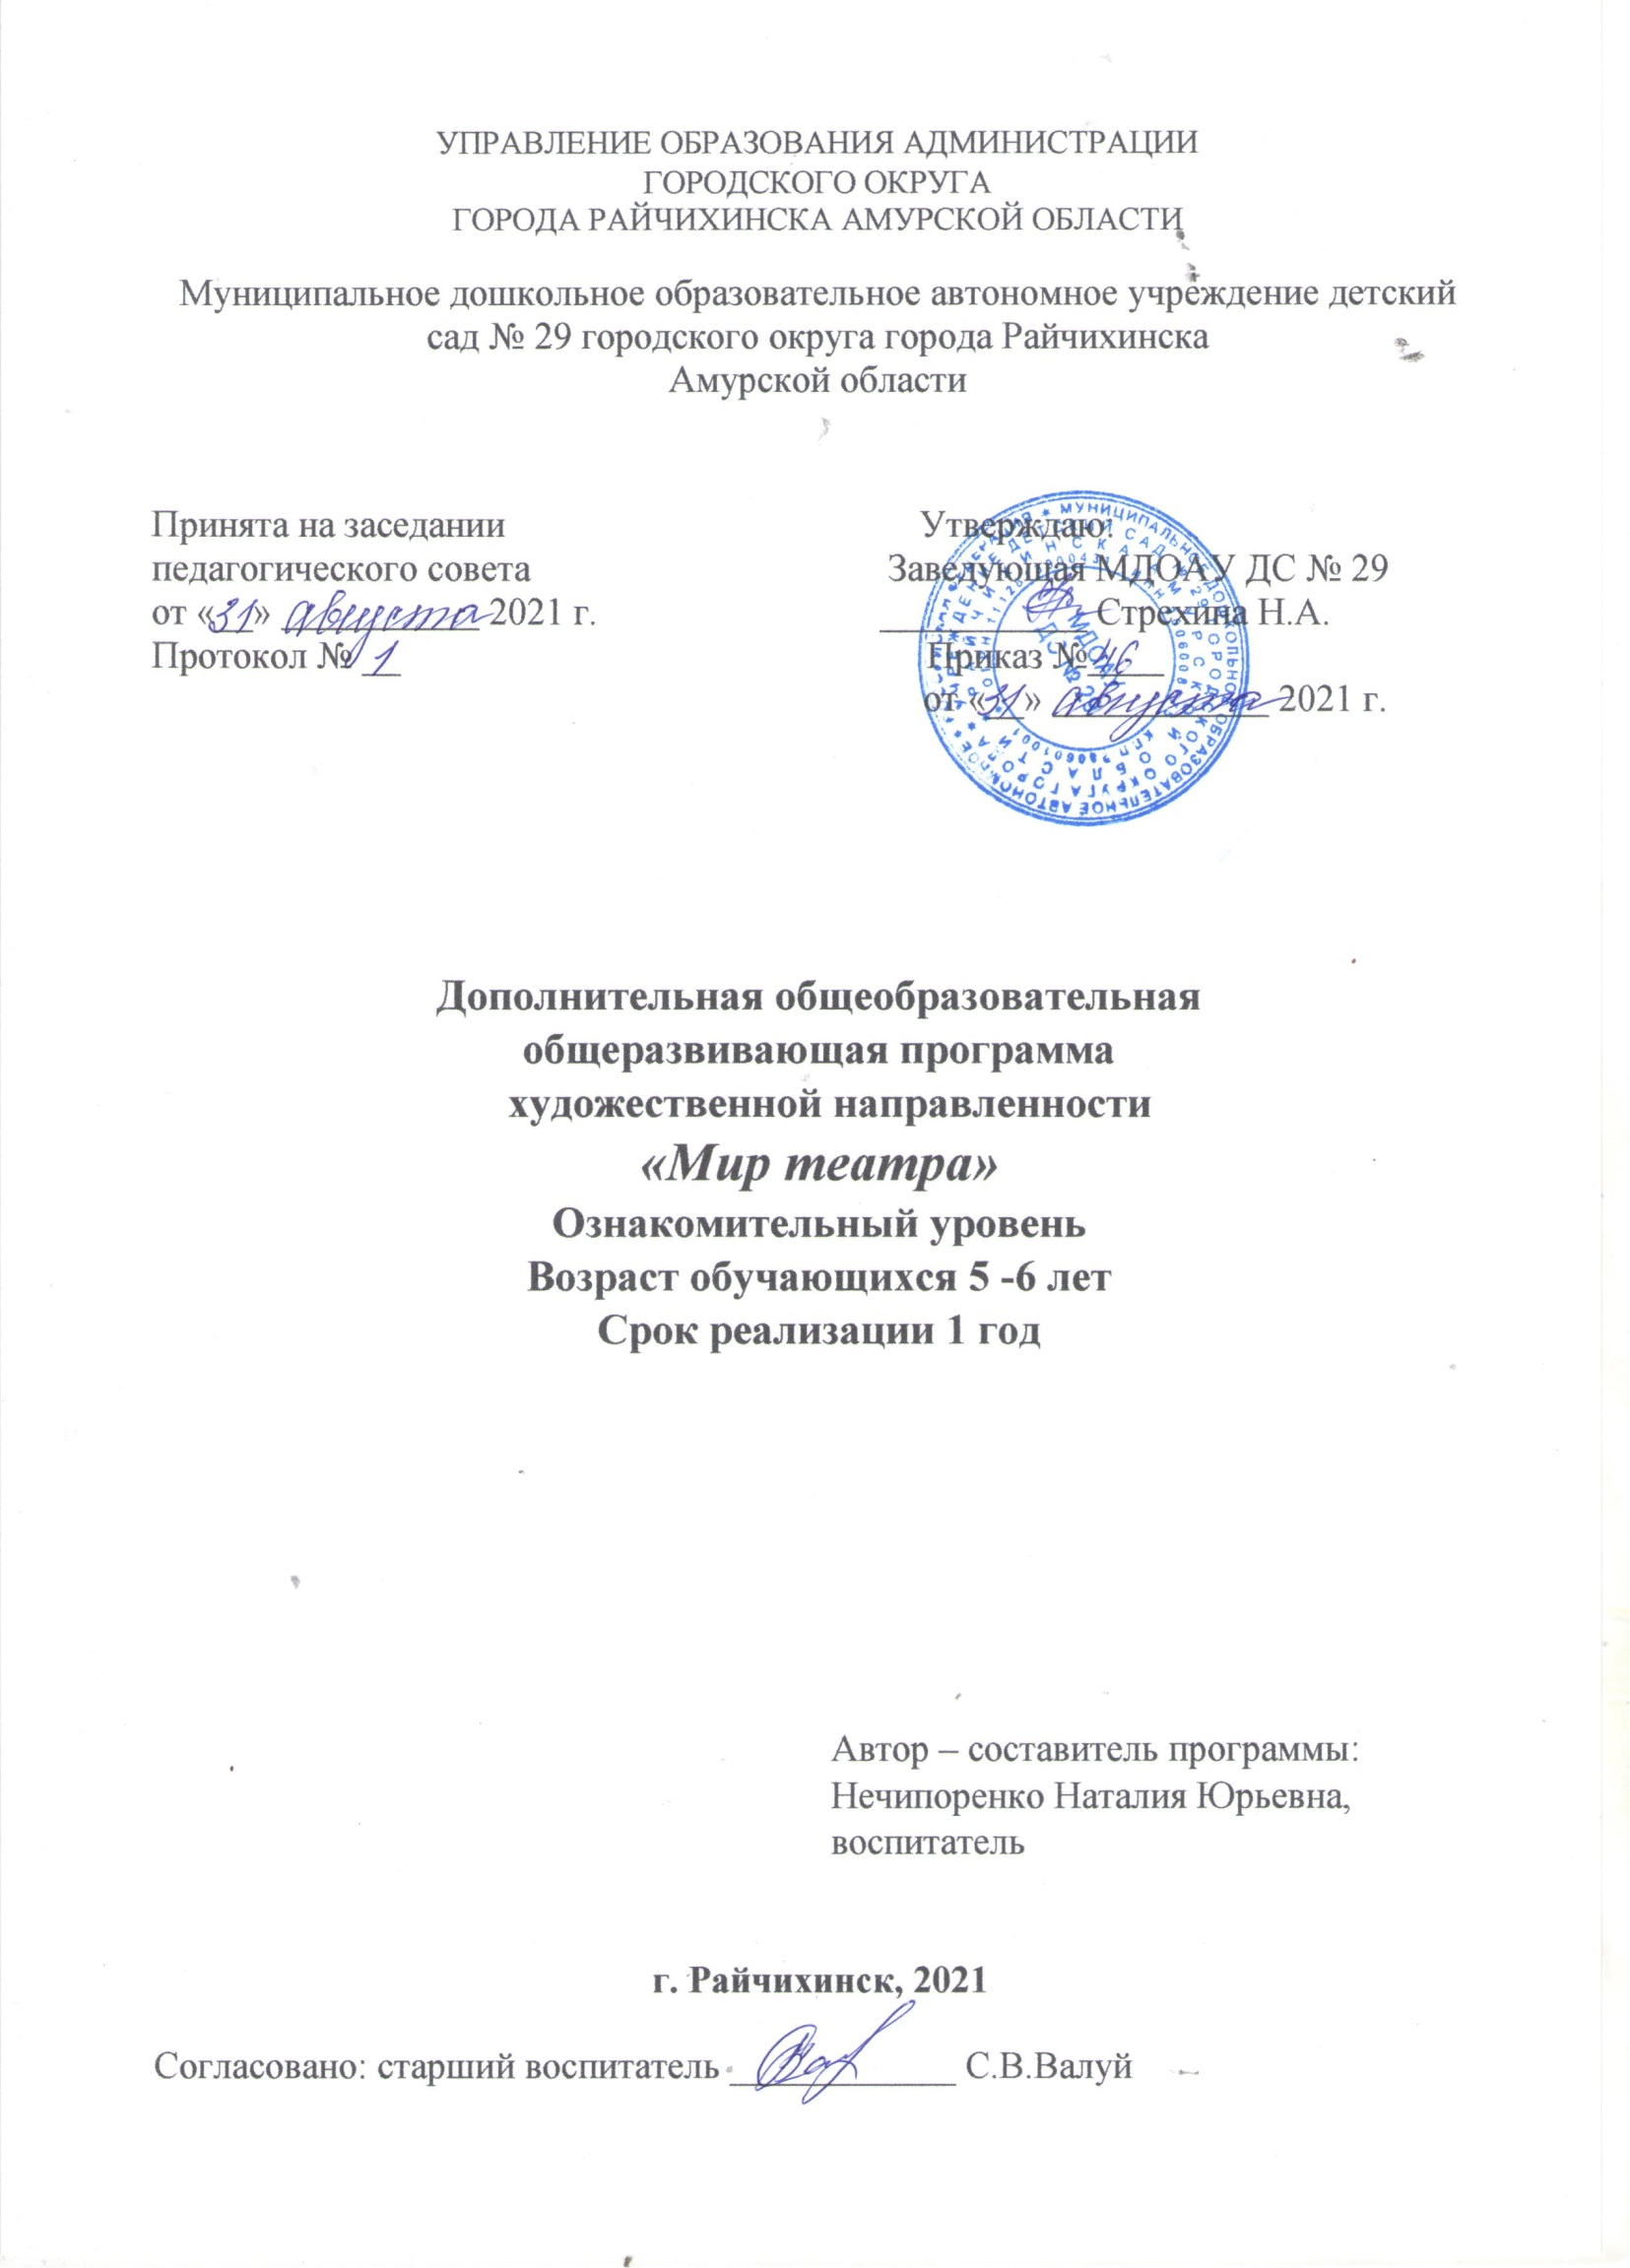 УПРАВЛЕНИЕ ОБРАЗОВАНИЯ АДМИНИСТРАЦИИ
ГОРОДСКОГО ОКРУГА
ГОРОДА РАЙЧИХИНСКА АМУРСКОЙ ОБЛАСТИ
Муниципальное дошкольное образовательное автономное учреждение детский
сад № 29 городского округа города Райчихинска
Амурской области
Принята на заседании
педагогического совета
от «31» августа 2021 г.
Протокол № 1
Утверждаю:
Заведующая МДОАУ ДС № 29
Стрехина Н.А.
Приказ № 46
от «31» августа 2021 г.
Дополнительная общеобразовательная
общеразвивающая программа
художественной направленности
«Мир театра»
Ознакомительный уровень
Возраст обучающихся 5 -6 лет
Срок реализации 1 год
Автор – составитель программы:
Нечипоренко Наталия Юрьевна,
воспитатель
г. Райчихинск, 2021
Согласовано: старший воспитатель С.В.Валуй